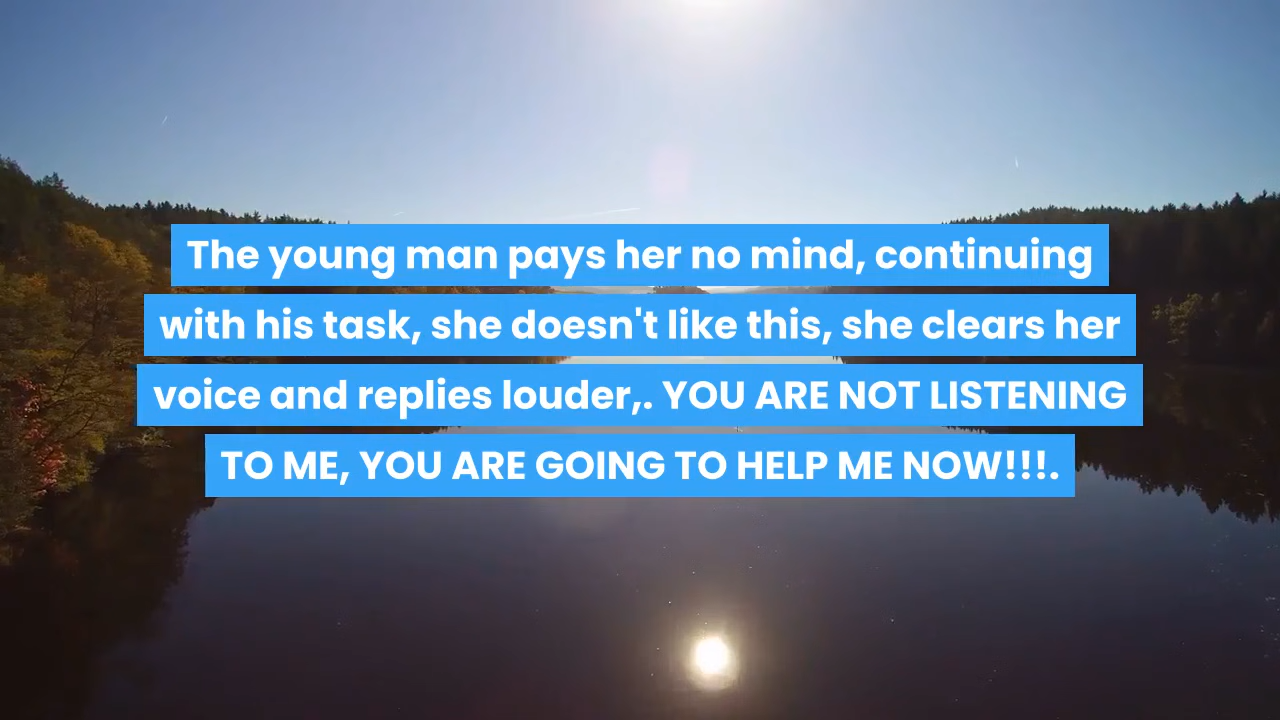 The young man pays her no mind, continuing
with his task, she doesn't like this, she clears her
voice and replies louder,. YOU ARE NOT LISTENING
TO ME, YOU ARE GOING TO HELP ME NOW!!!.